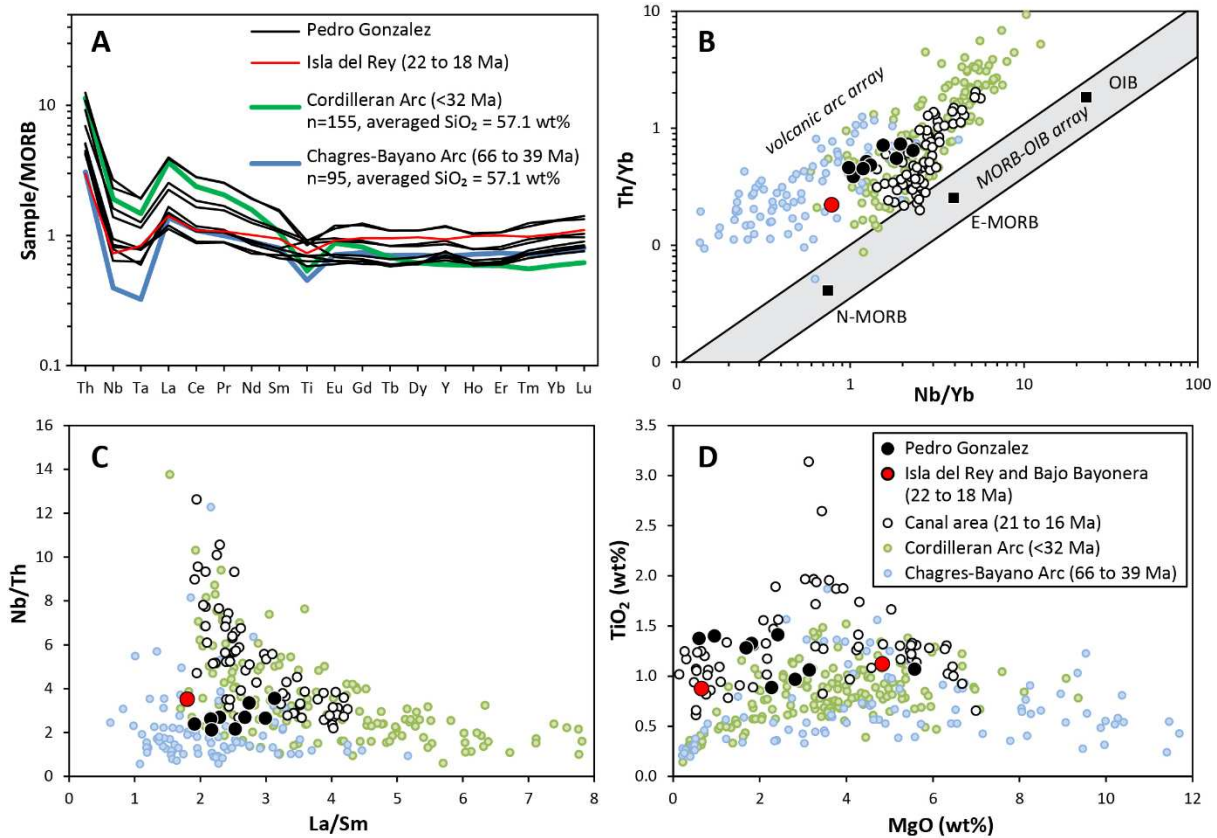 A
Pedro Gonzalez
Isla del Rey (22 to 18 Ma)
Cordilleran Arc (<32 Ma)
n=155, averaged SiO₂ = 57.1 wt%
Chagres-Bayano Arc (66 to 39 Ma)
n=95, averaged SiO₂ = 57.1 wt%
Sample/MORB
10
1
0.1
Th Nb Ta La Ce Pr Nd Sm Ti Eu Gd Tb Dy Y Ho Er Tm Yb Lu
B
volcanic arc array
MORB-OIB array
OIB
E-MORB
N-MORB
Th/Yb
10
1
0
0
0 1 10 100
Nb/Yb
C
Nb/Th
16
14
12
10
8
6
4
2
0
0 1 2 3 4 5 6 7 8
La/Sm
D
Pedro Gonzalez
Isla del Rey and Bajo Bayonera
(22 to 18 Ma)
Canal area (21 to 16 Ma)
Cordilleran Arc (<32 Ma)
Chagres-Bayano Arc (66 to 39 Ma)
TiO₂ (wt%)
3.5
3.0
2.5
2.0
1.5
1.0
0.5
0.0
0 2 4 6 8 10 12
MgO (wt%)